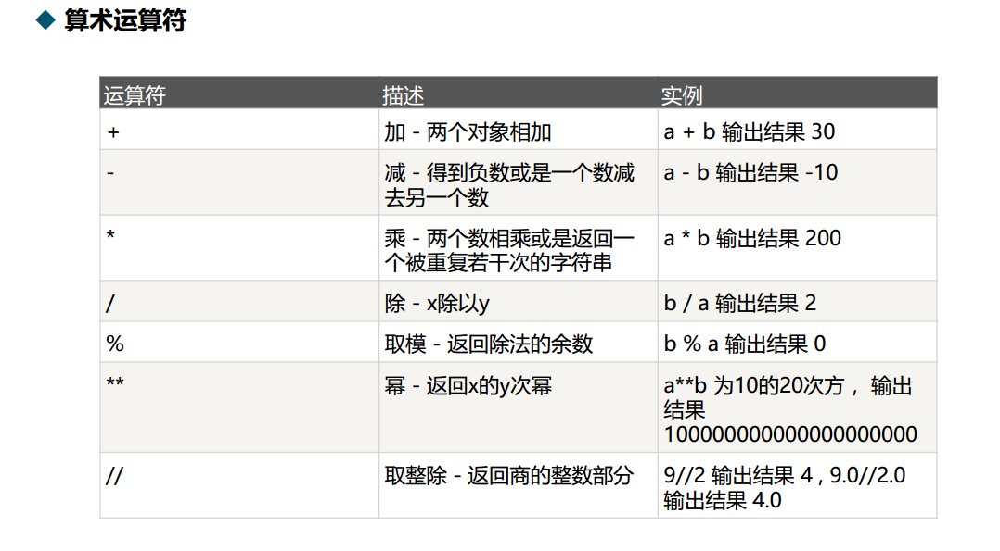 算术运算符
运算符 描述 实例
+ 加 - 两个对象相加 a + b 输出结果 30
- 减 - 得到负数或是一个数减 a - b 输出结果 -10
去另一个数
* 乘 - 两个数相乘或是返回一 a * b 输出结果 200
个被重复若干次的字符串
/ 除 - x除以y b / a 输出结果 2
% 取模 - 返回除法的余数 b % a 输出结果 0
** 幂 - 返回x的y次幂 a**b 为10的20次方， 输出
结果
100000000000000000000
// 取整除 - 返回商的整数部分 9//2 输出结果 4 , 9.0//2.0
输出结果 4.0